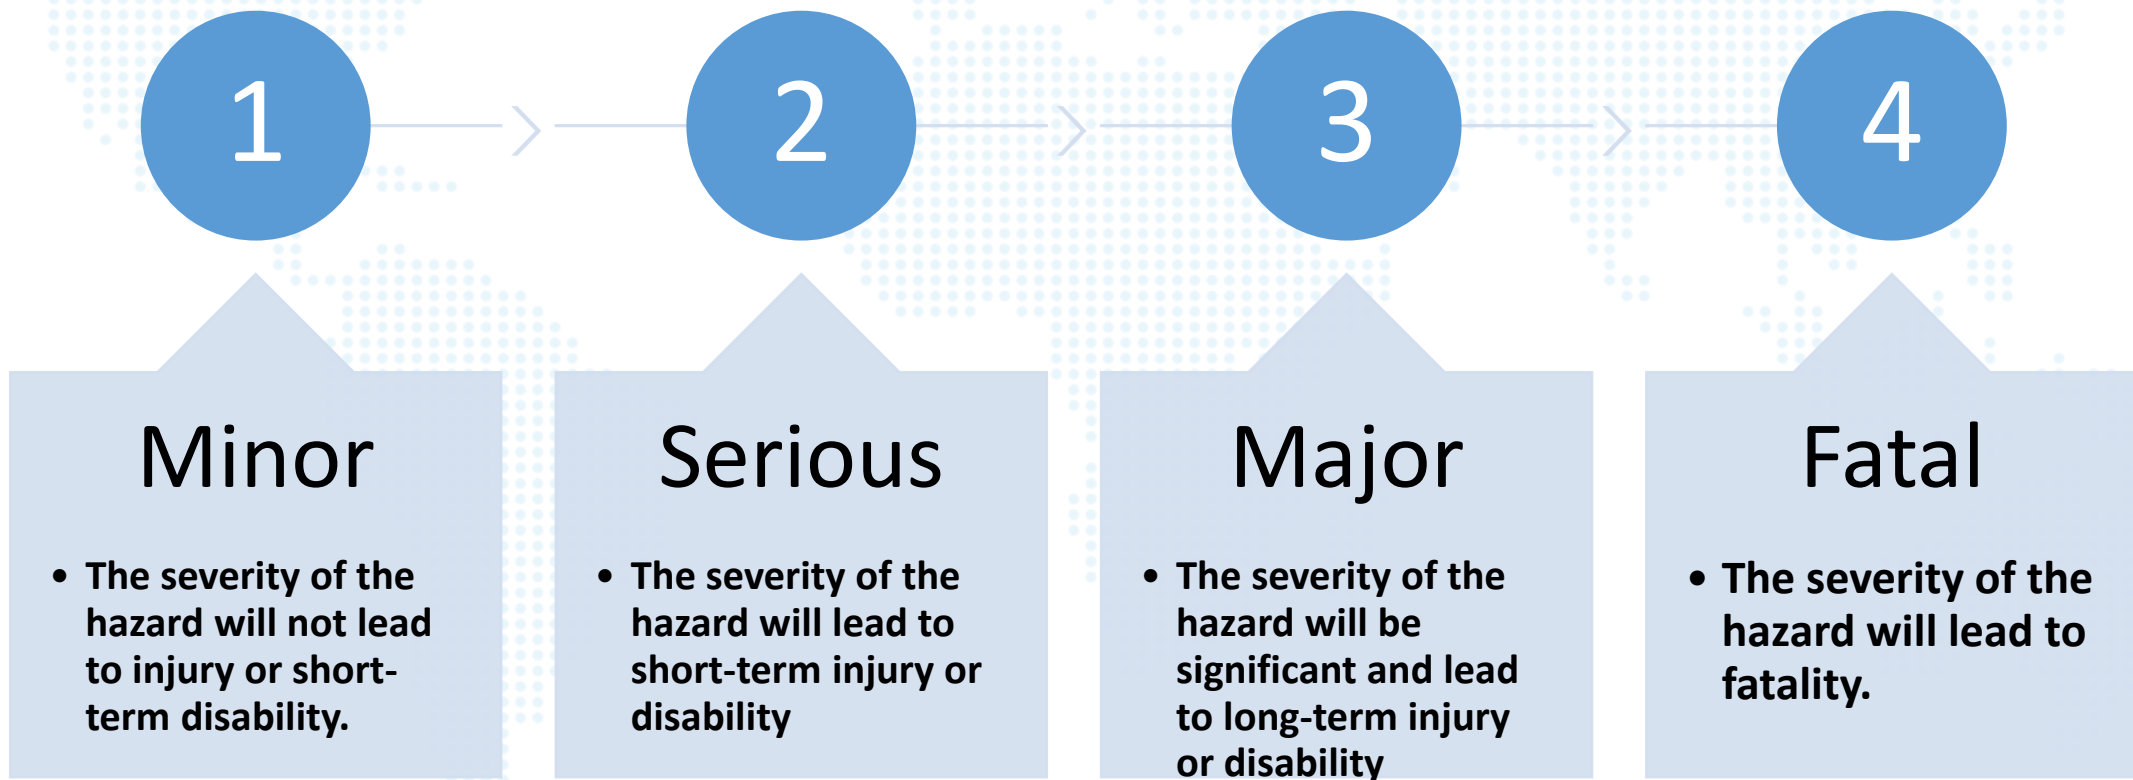 1
2
3
4
Minor
• The severity of the
hazard will not lead
to injury or short-
term disability.
Serious
• The severity of the
hazard will lead to
short-term injury or
disability
Major
• The severity of the
hazard will be
significant and lead
to long-term injury
or disability
Fatal
• The severity of the
hazard will lead to
fatality.